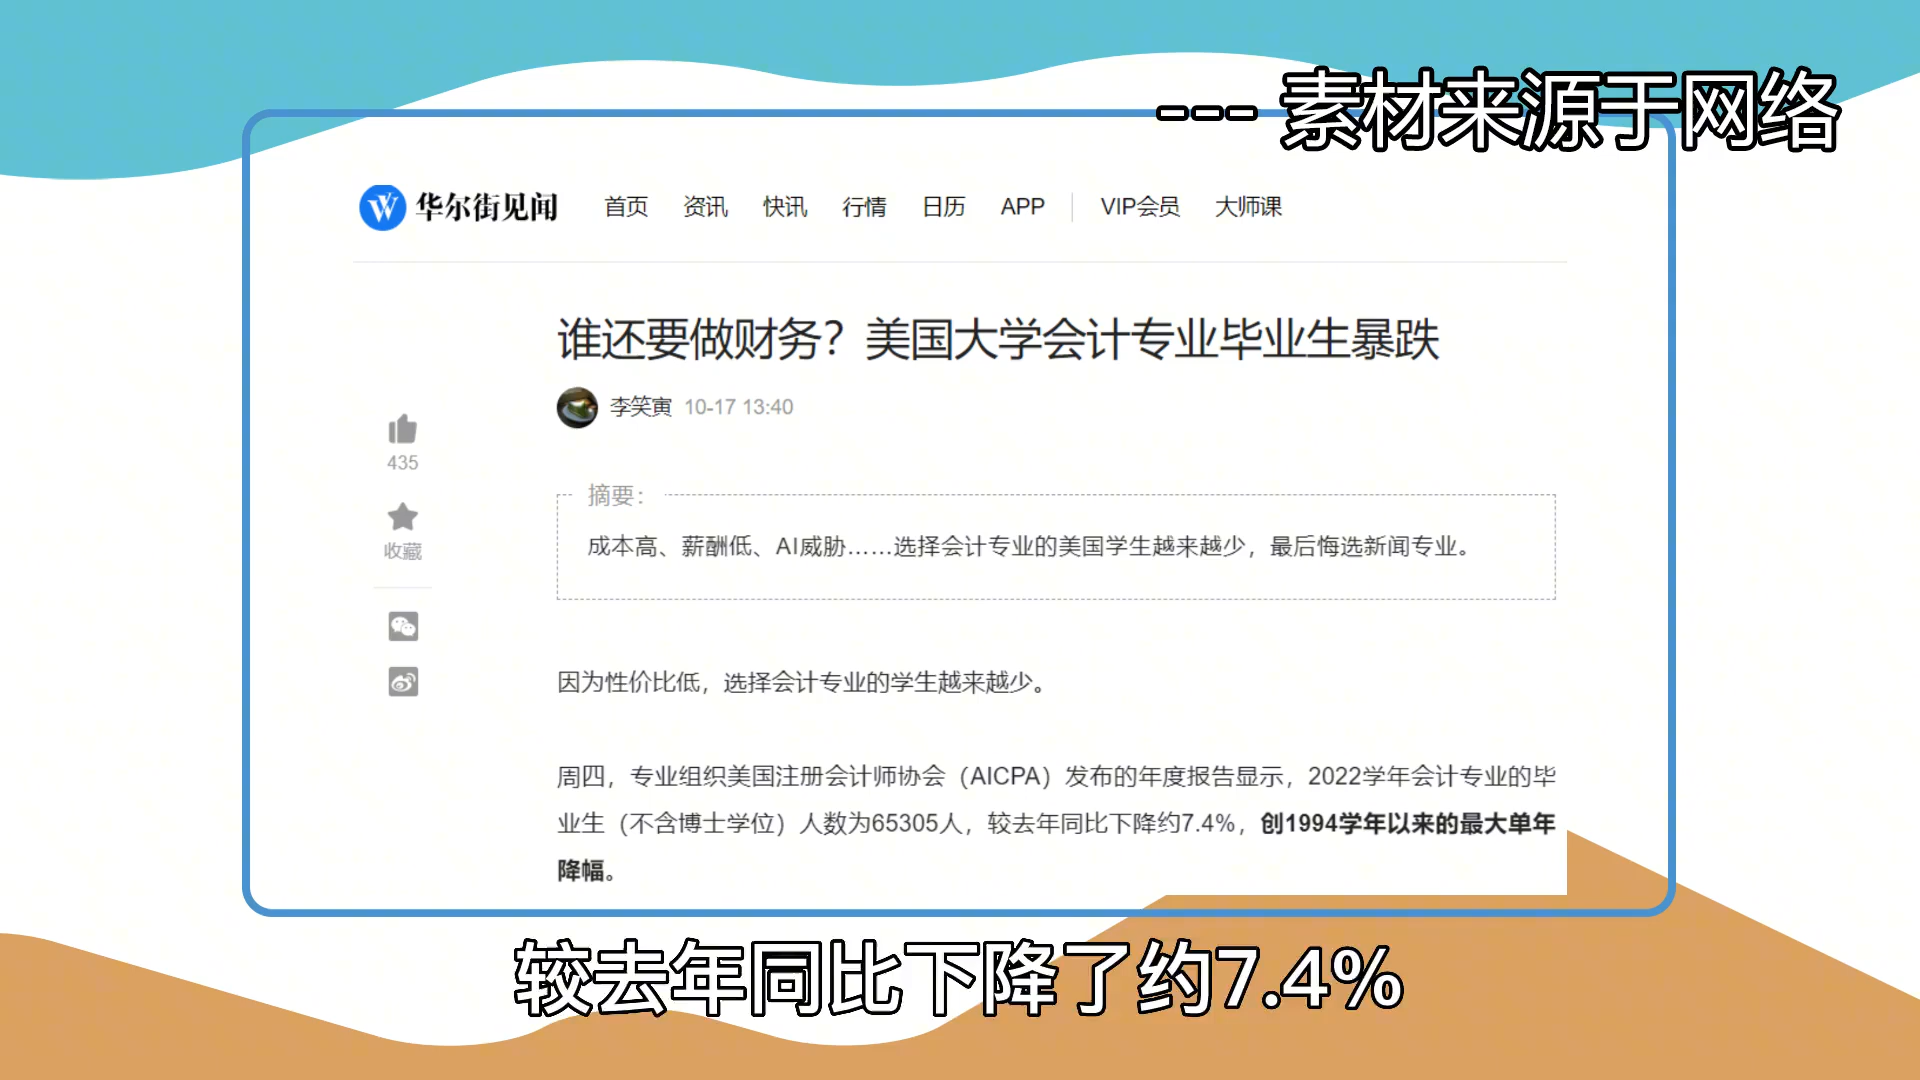 --- 素材来源于网络
华尔街见闻 首页 资讯 快讯 行情 日历 APP VIP会员 大师课
谁还要做财务？美国大学会计专业毕业生暴跌
李笑寅 10-17 13:40
435
收藏
摘要：
成本高、薪酬低、AI威胁……选择会计专业的美国学生越来越少，最后悔选新闻专业。
因为性价比低，选择会计专业的学生越来越少。
周四，专业组织美国注册会计师协会（AICPA）发布的年度报告显示，2022学年会计专业的毕
业生（不含博士学位）人数为65305人，较去年同比下降约7.4%，创1994学年以来的最大单年
降幅。
较去年同比下降了约7.4%